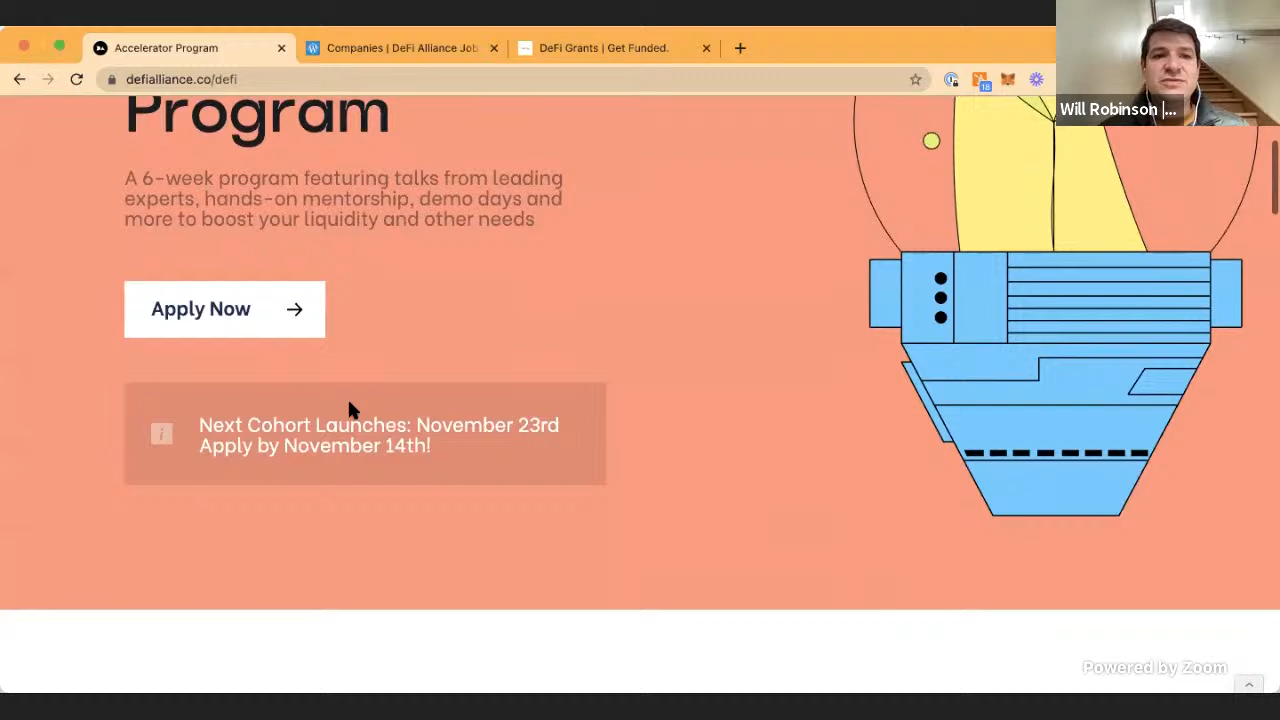 Accelerator Program
Companies | DeFi Alliance Job
DeFi Grants | Get Funded.
defialliance.co/defi
18
Will Robinson |...
Program
A 6-week program featuring talks from leading
experts, hands-on mentorship, demo days and
more to boost your liquidity and other needs
Apply Now
i
Next Cohort Launches: November 23rd
Apply by November 14th!
Powered by Zoom